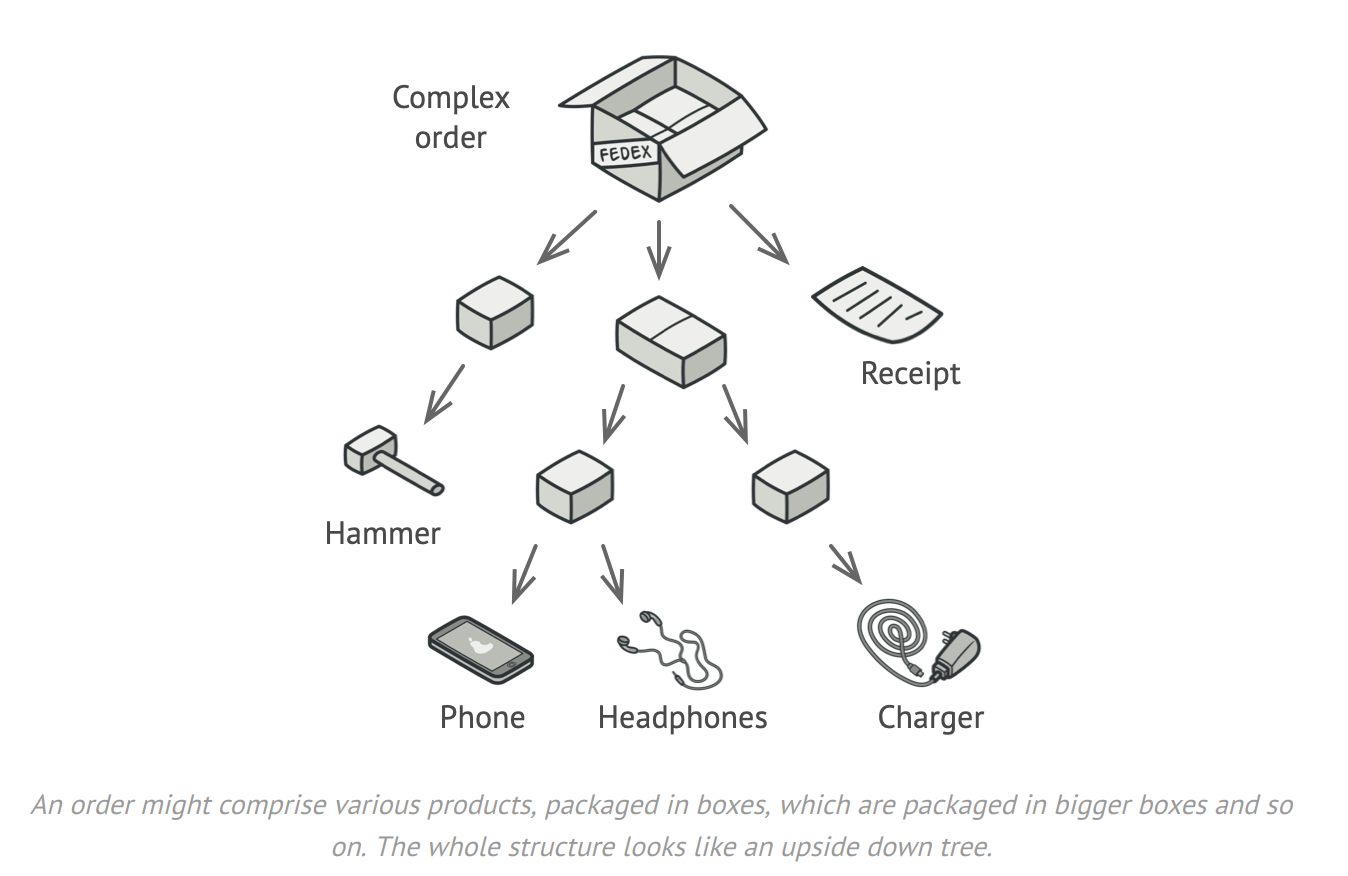 Complex
order
FEDEX
Receipt
Hammer
Phone
Headphones
Charger
An order might comprise various products, packaged in boxes, which are packaged in bigger boxes and so
on. The whole structure looks like an upside down tree.